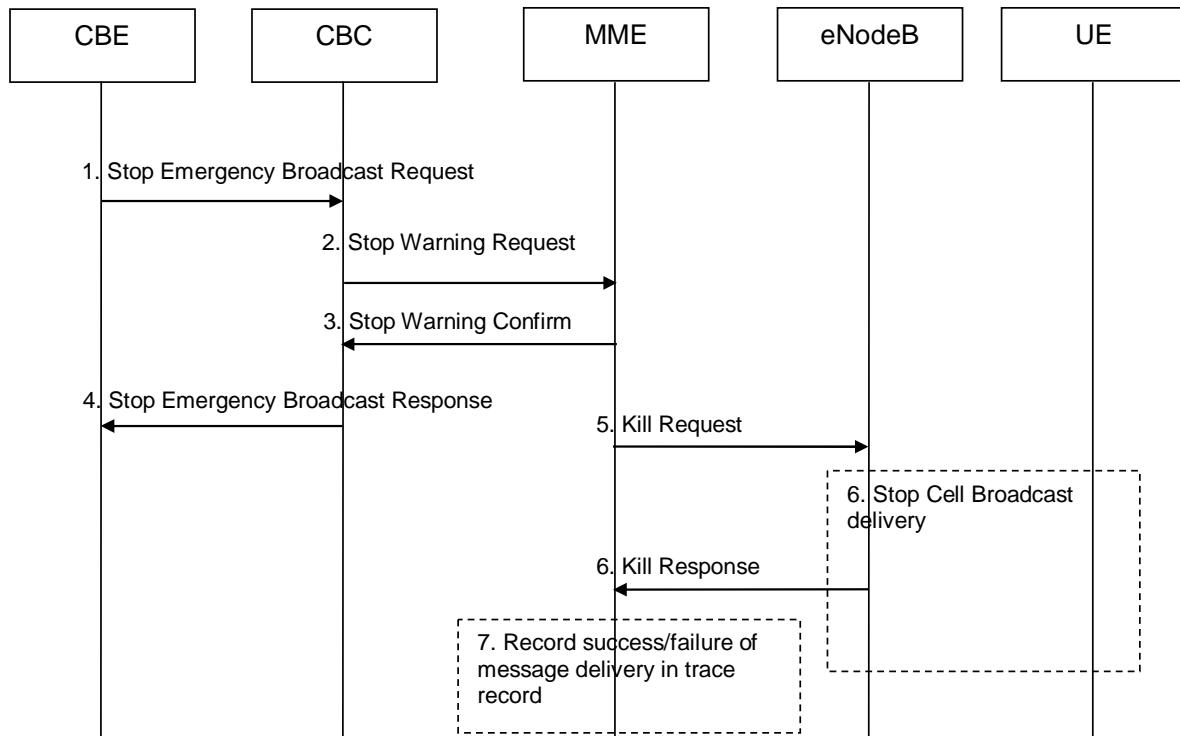 CBE
CBC
MME
eNodeB
UE
1. Stop Emergency Broadcast Request
2. Stop Warning Request
3. Stop Warning Confirm
4. Stop Emergency Broadcast Response
5. Kill Request
6. Stop Cell Broadcast
delivery
6. Kill Response
7. Record success/failure of
message delivery in trace
record